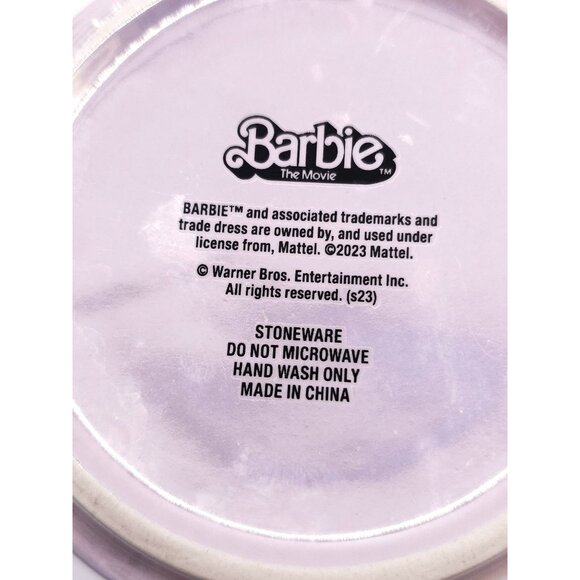 Barbie
The Movie ™
BARBIE™ and associated trademarks and
trade dress are owned by, and used under
license from, Mattel. ©2023 Mattel.
© Warner Bros. Entertainment Inc.
All rights reserved. (s23)
STONEWARE
DO NOT MICROWAVE
HAND WASH ONLY
MADE IN CHINA